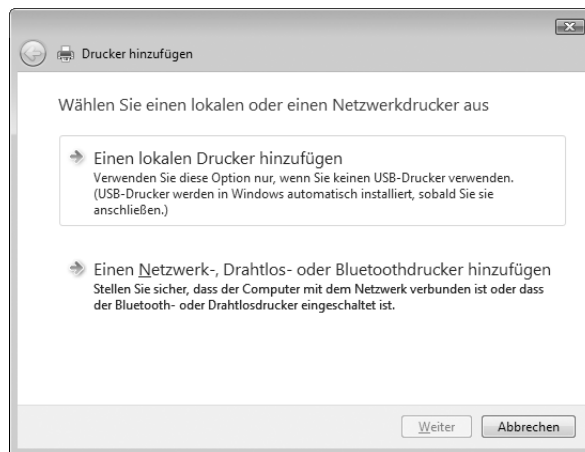 Drucker hinzufügen
Wählen Sie einen lokalen oder einen Netzwerkdrucker aus
Einen lokalen Drucker hinzufügen
Verwenden Sie diese Option nur, wenn Sie keinen USB-Drucker verwenden.
(USB-Drucker werden in Windows automatisch installiert, sobald Sie sie
anschließen.)
Einen Netzwerk-, Drahtlos- oder Bluetoothdrucker hinzufügen
Stellen Sie sicher, dass der Computer mit dem Netzwerk verbunden ist oder dass
der Bluetooth- oder Drahtlosdrucker eingeschaltet ist.
Weiter Abbrechen